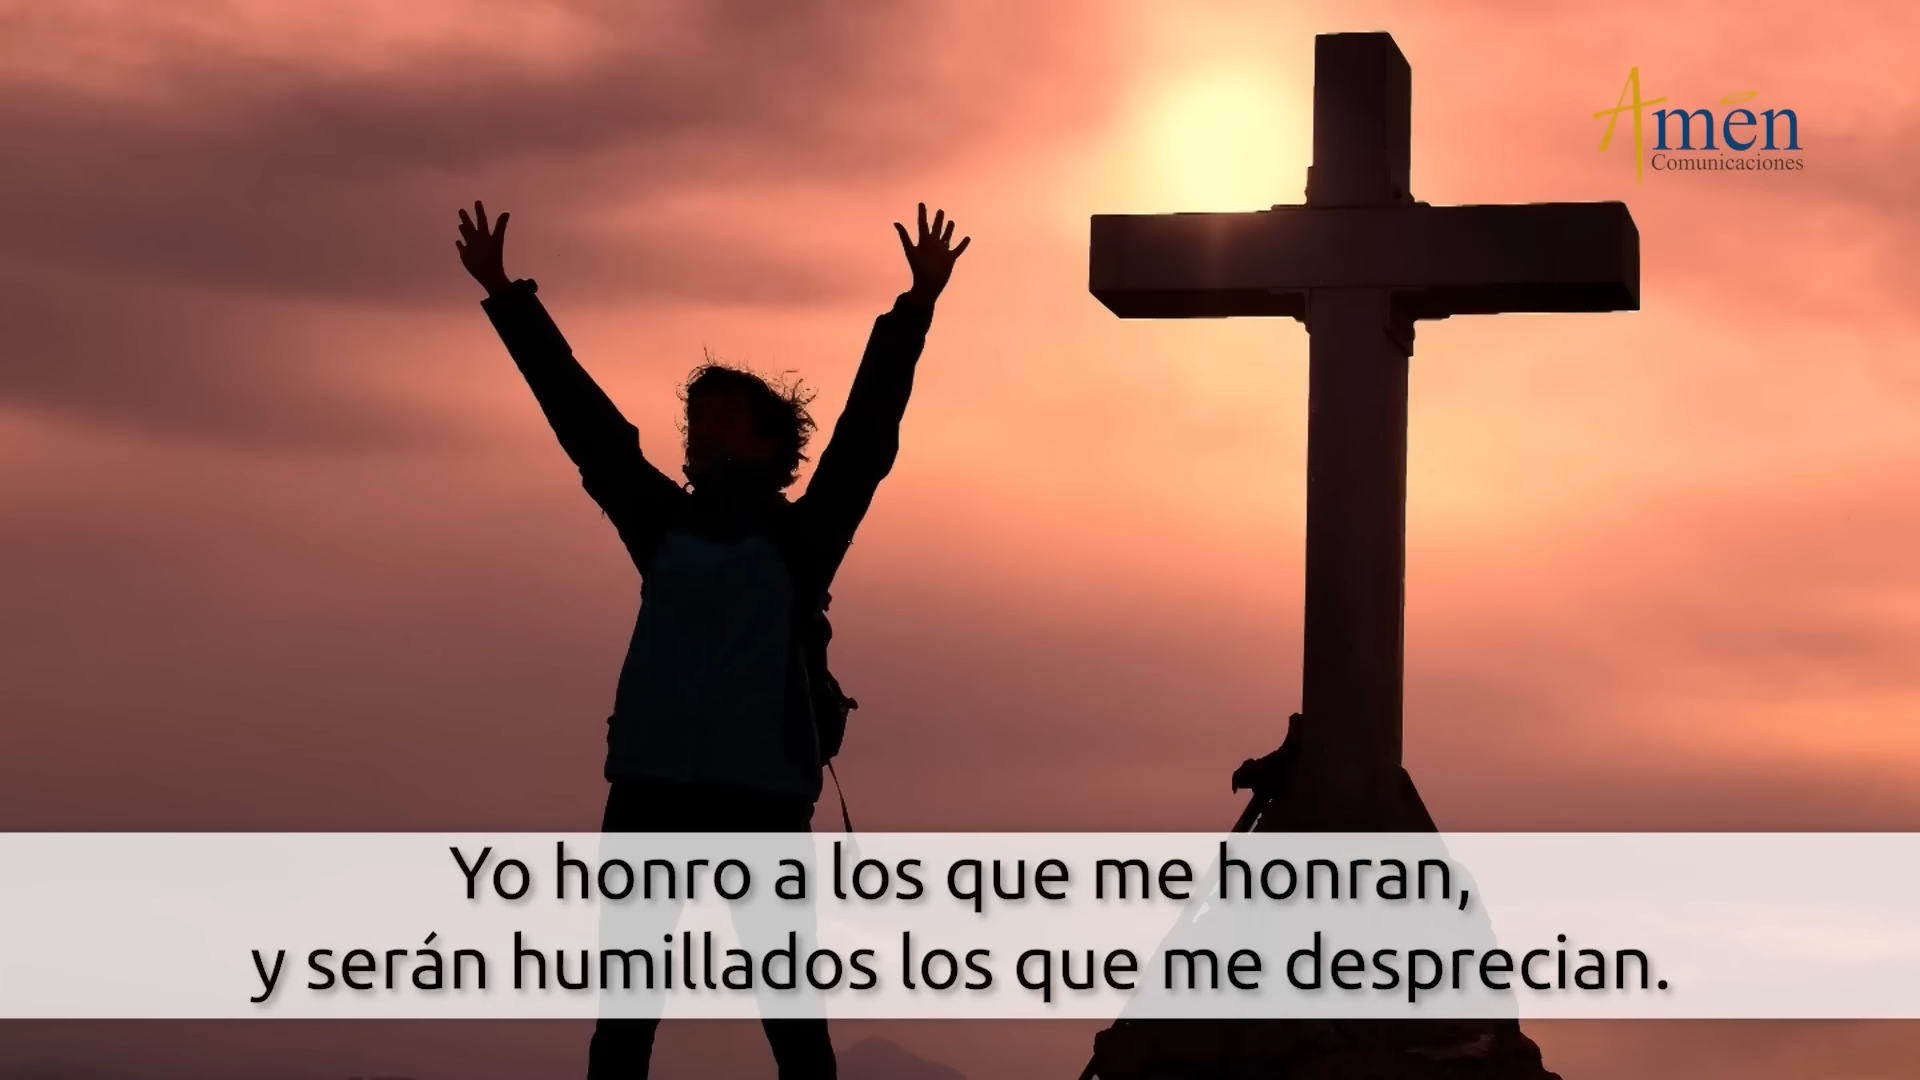 Amén
Comunicaciones
Yo honro a los que me honran,
y serán humillados los que me desprecian.